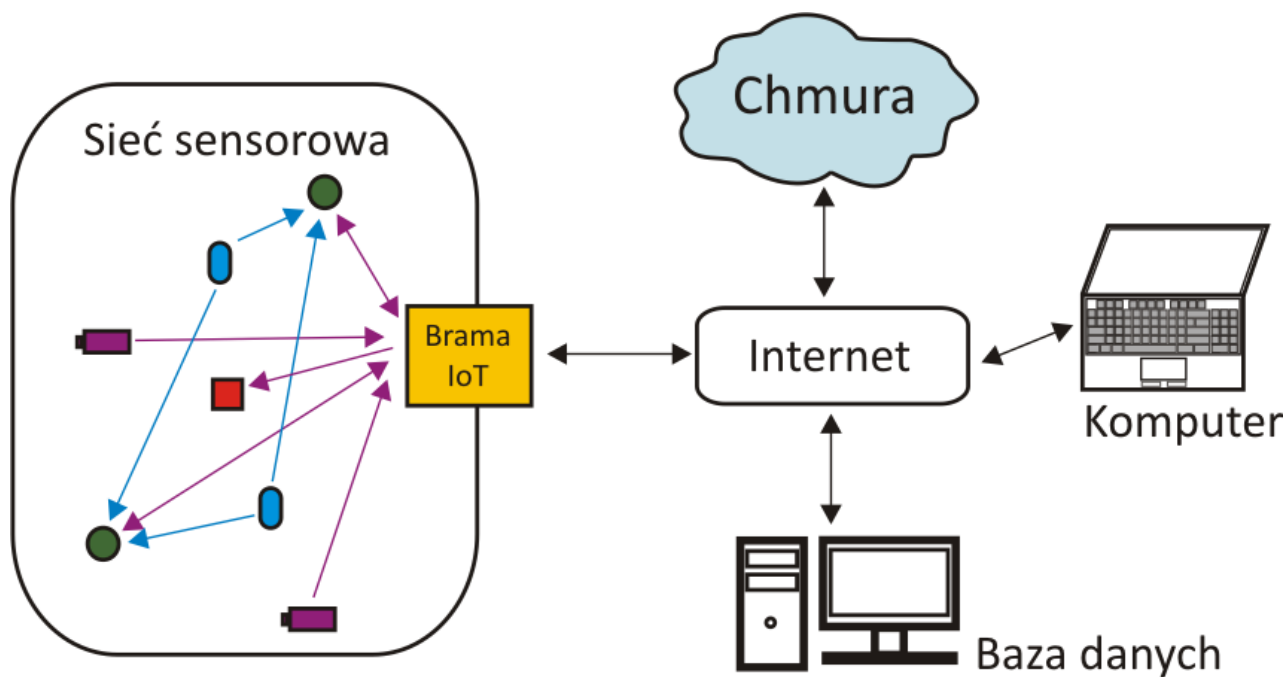 Chmura
Sieć sensorowa
Brama
IoT
Internet
Komputer
Baza danych